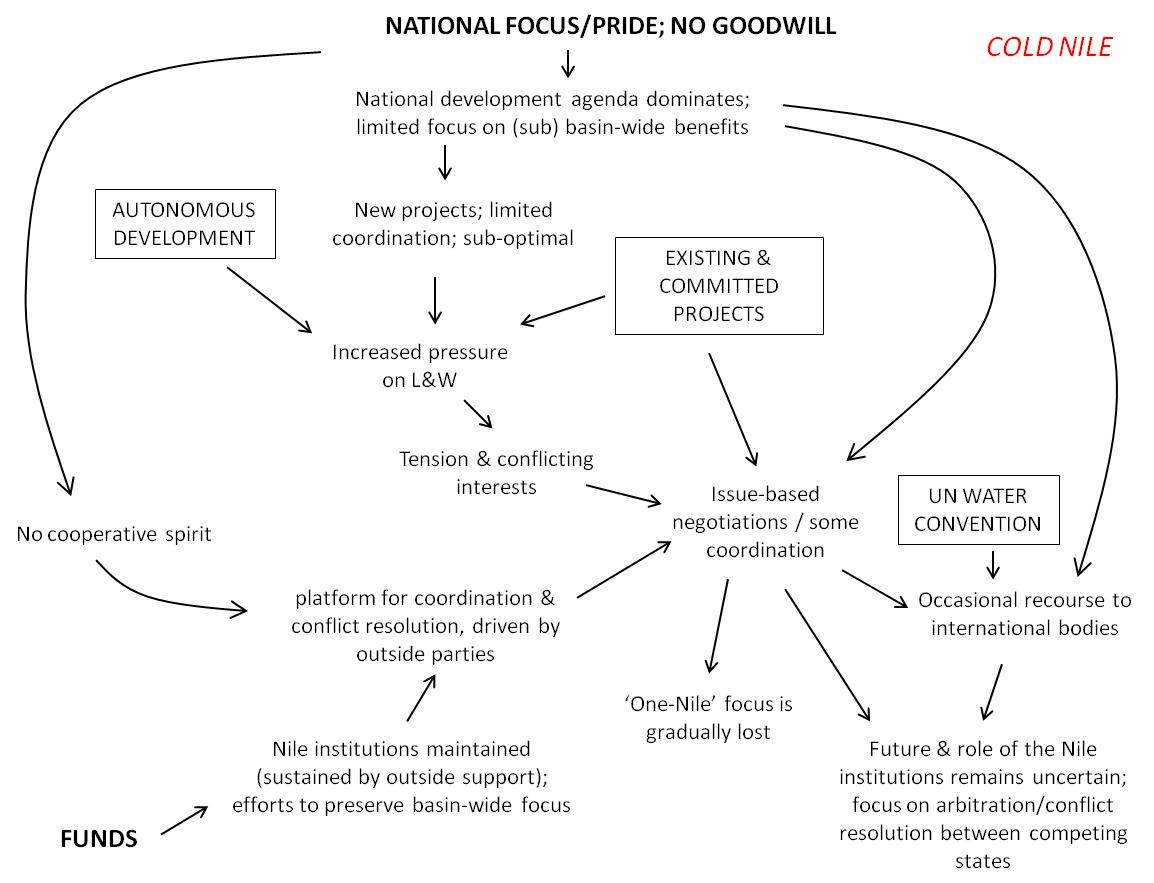 NATIONAL FOCUS/PRIDE; NO GOODWILL
COLD NILE
National development agenda dominates;
limited focus on (sub) basin-wide benefits
AUTONOMOUS
DEVELOPMENT
New projects; limited
coordination; sub-optimal
EXISTING &
COMMITTED
PROJECTS
Increased pressure
on L&W
Tension & conflicting
interests
Issue-based
negotiations / some
coordination
UN WATER
CONVENTION
No cooperative spirit
platform for coordination &
conflict resolution, driven by
outside parties
Occasional recourse to
international bodies
‘One-Nile’ focus is
gradually lost
Nile institutions maintained
(sustained by outside support);
efforts to preserve basin-wide focus
Future & role of the Nile
institutions remains uncertain;
focus on arbitration/conflict
resolution between competing
states
FUNDS